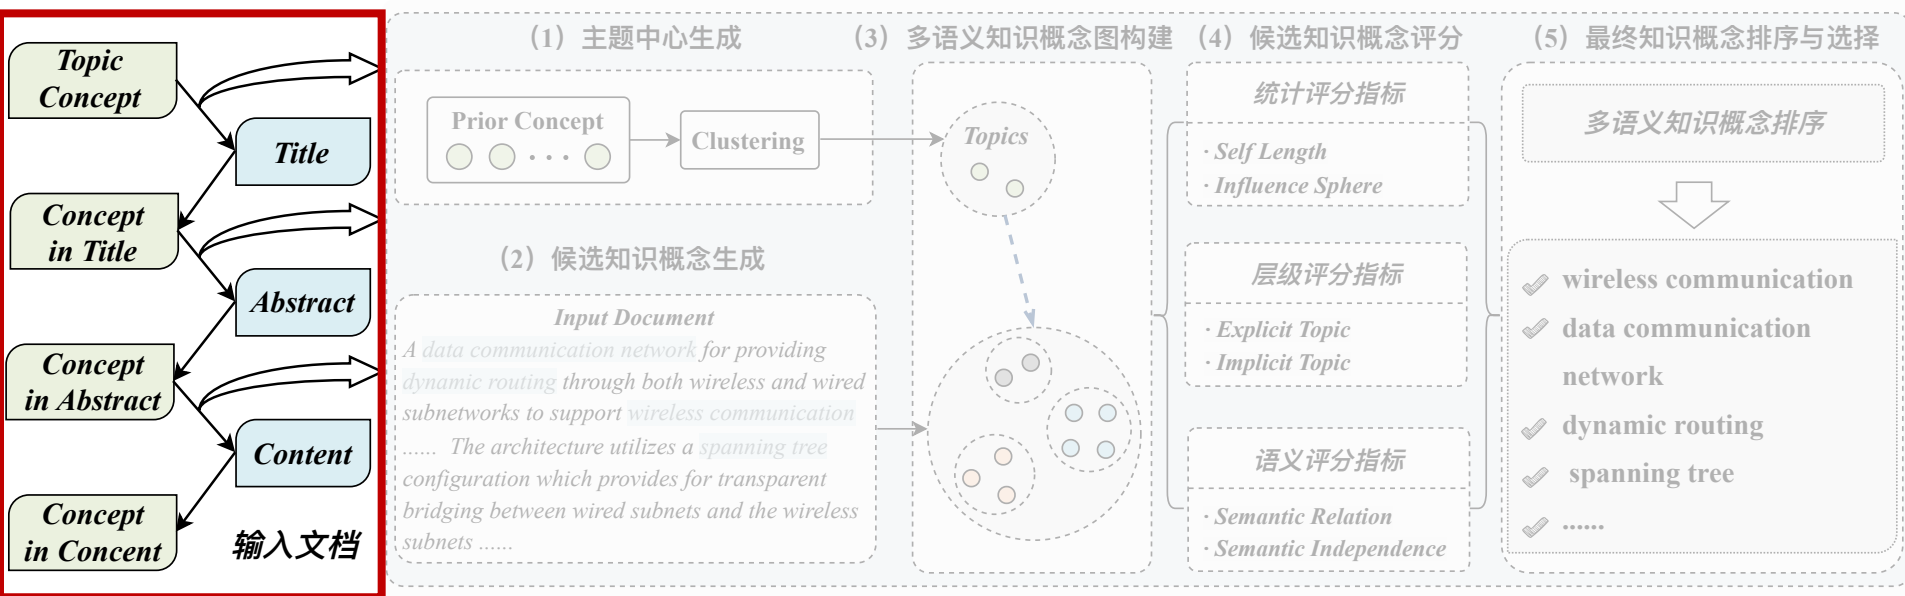 Topic
Concept
Title
Concept
in Title
Abstract
Concept
in Abstract
Content
Concept
in Concent
输入文档
（1）主题中心生成
Prior Concept
· · ·
Clustering
（2）候选知识概念生成
Input Document
A data communication network for providing
dynamic routing through both wireless and wired
subnetworks to support wireless communication
...... The architecture utilizes a spanning tree
configuration which provides for transparent
bridging between wired subnets and the wireless
subnets ......
（3）多语义知识概念图构建
Topics
（4）候选知识概念评分
统计评分指标
· Self Length
· Influence Sphere
层级评分指标
· Explicit Topic
· Implicit Topic
语义评分指标
· Semantic Relation
· Semantic Independence
（5）最终知识概念排序与选择
多语义知识概念排序
wireless communication
data communication
network
dynamic routing
spanning tree
......